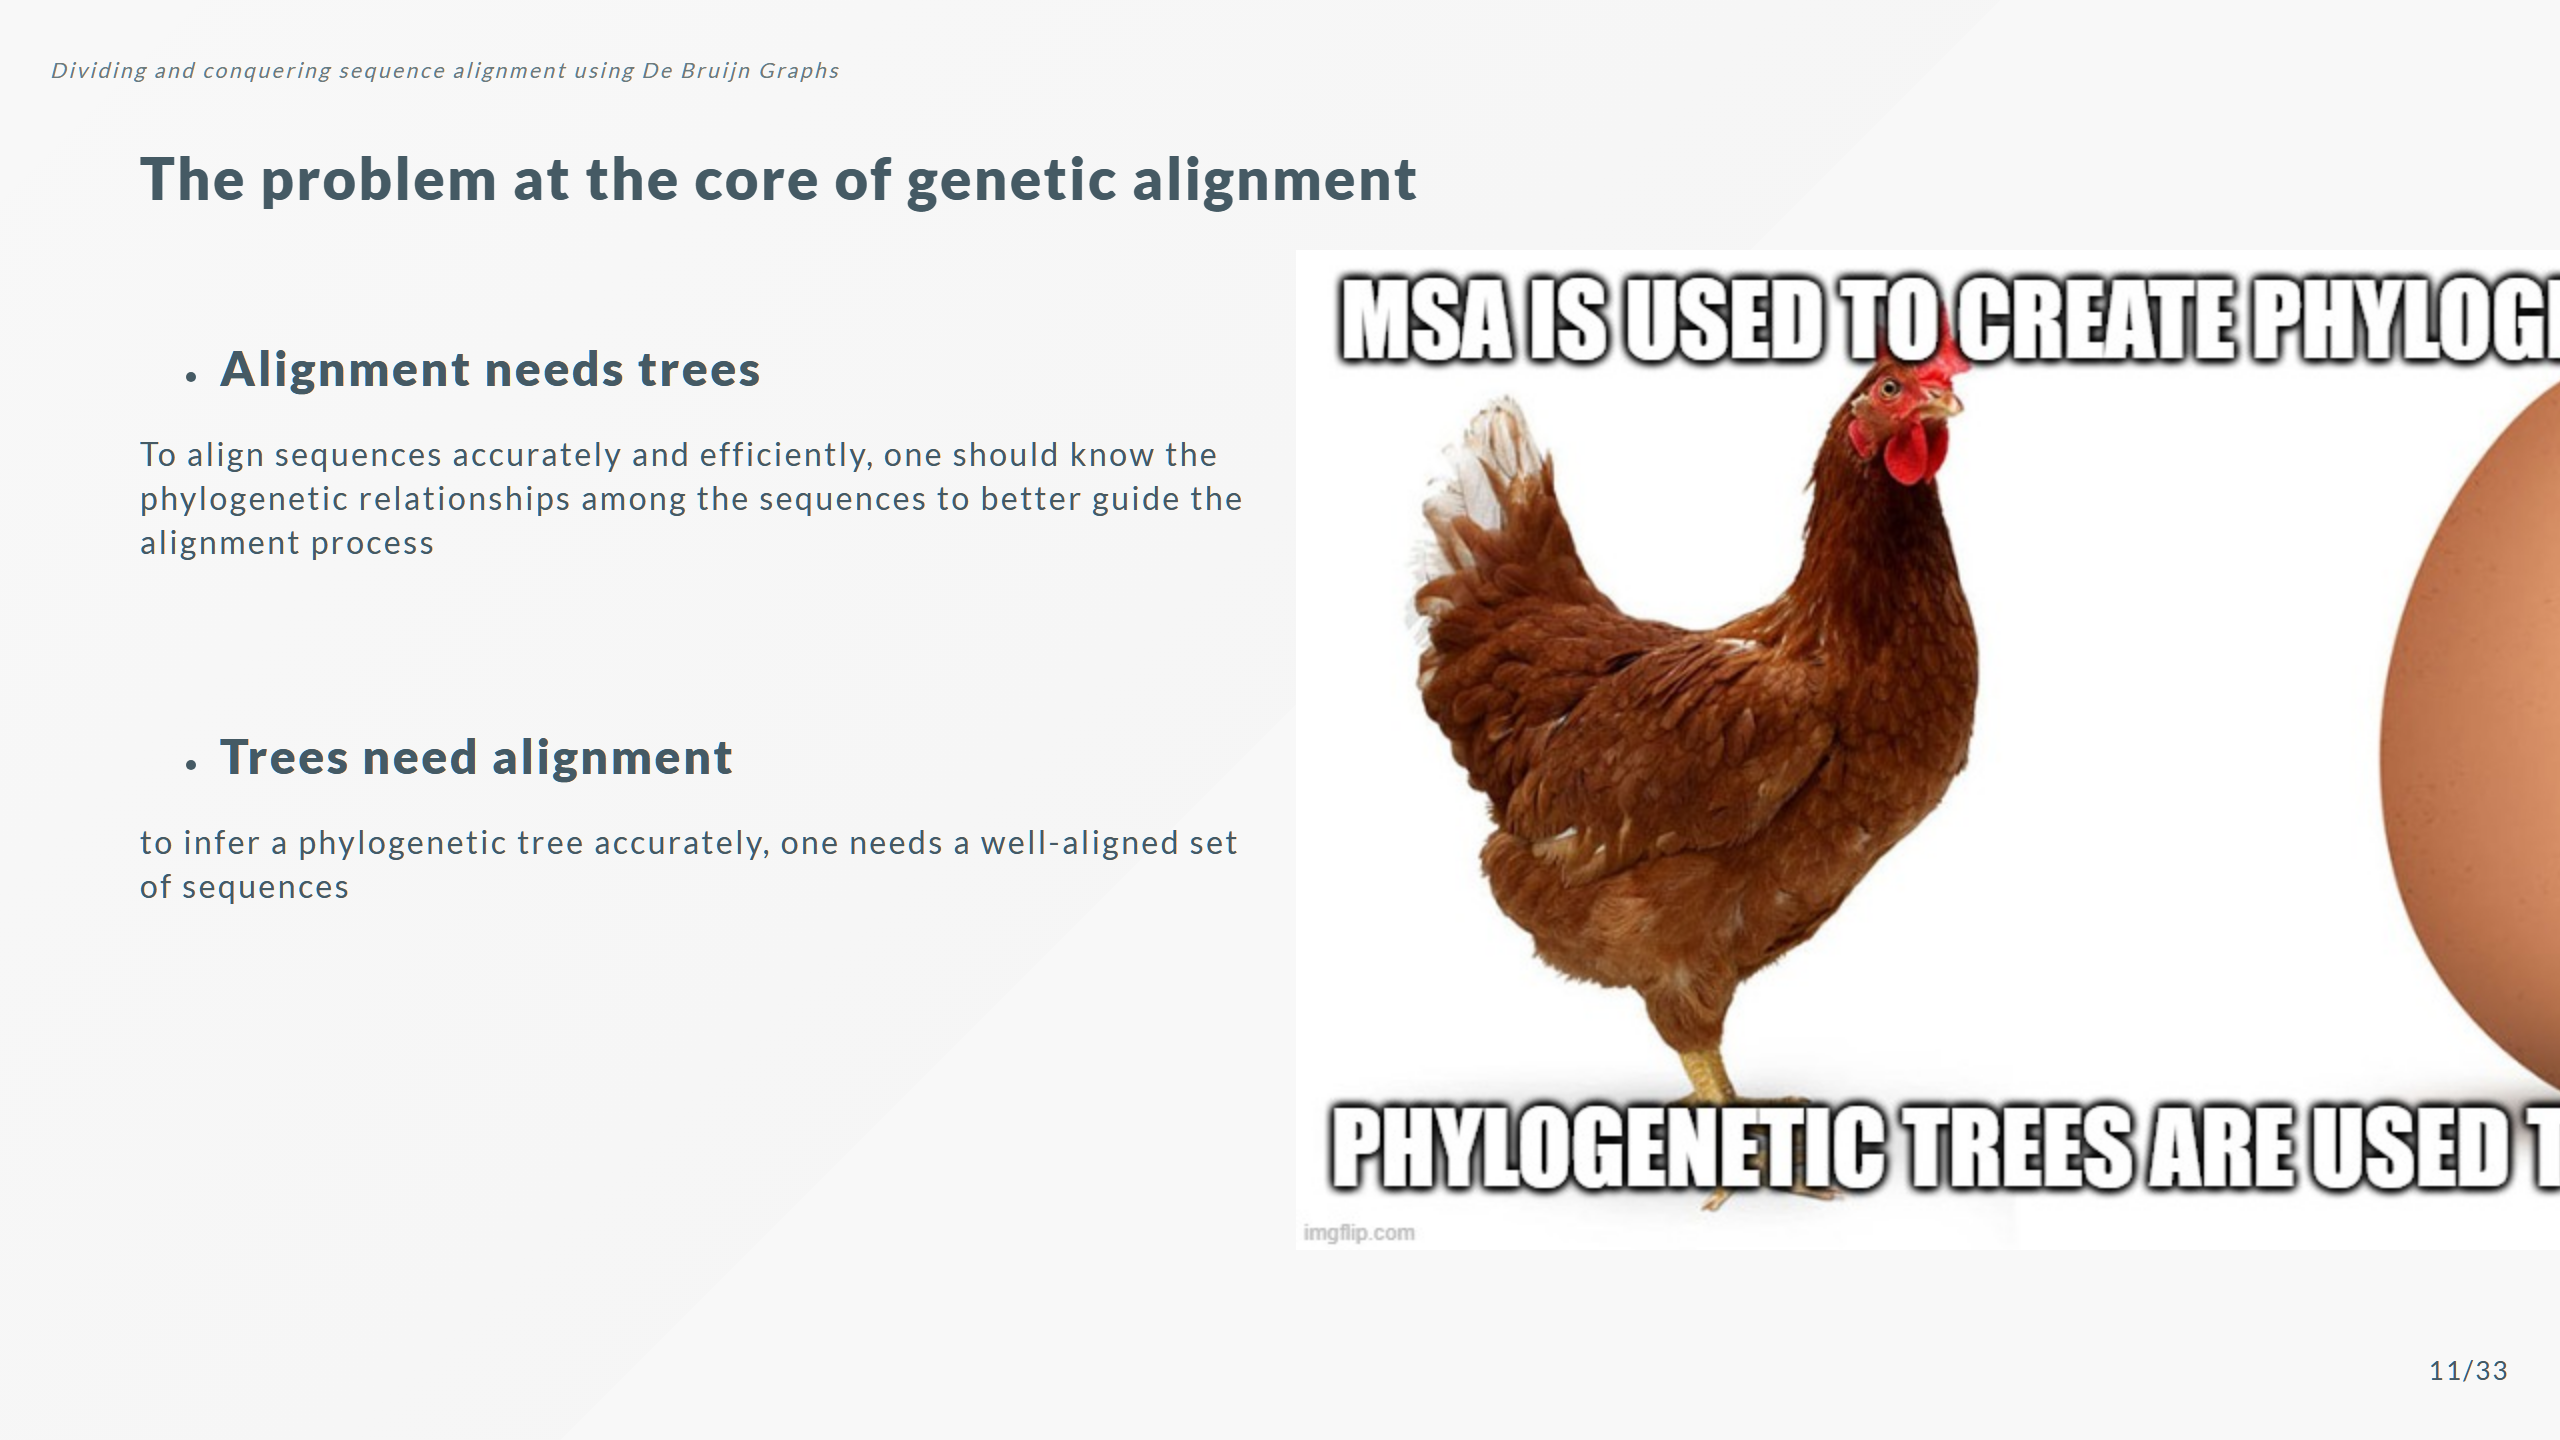 Dividing and conquering sequence alignment using De Bruijn Graphs
The problem at the core of genetic alignment
• Alignment needs trees
To align sequences accurately and efficiently, one should know the
phylogenetic relationships among the sequences to better guide the
alignment process
• Trees need alignment
to infer a phylogenetic tree accurately, one needs a well-aligned set
of sequences
MSA IS USED TO CREATE
PHYLOGENETIC TREES ARE USED
imgflip.com
11/33